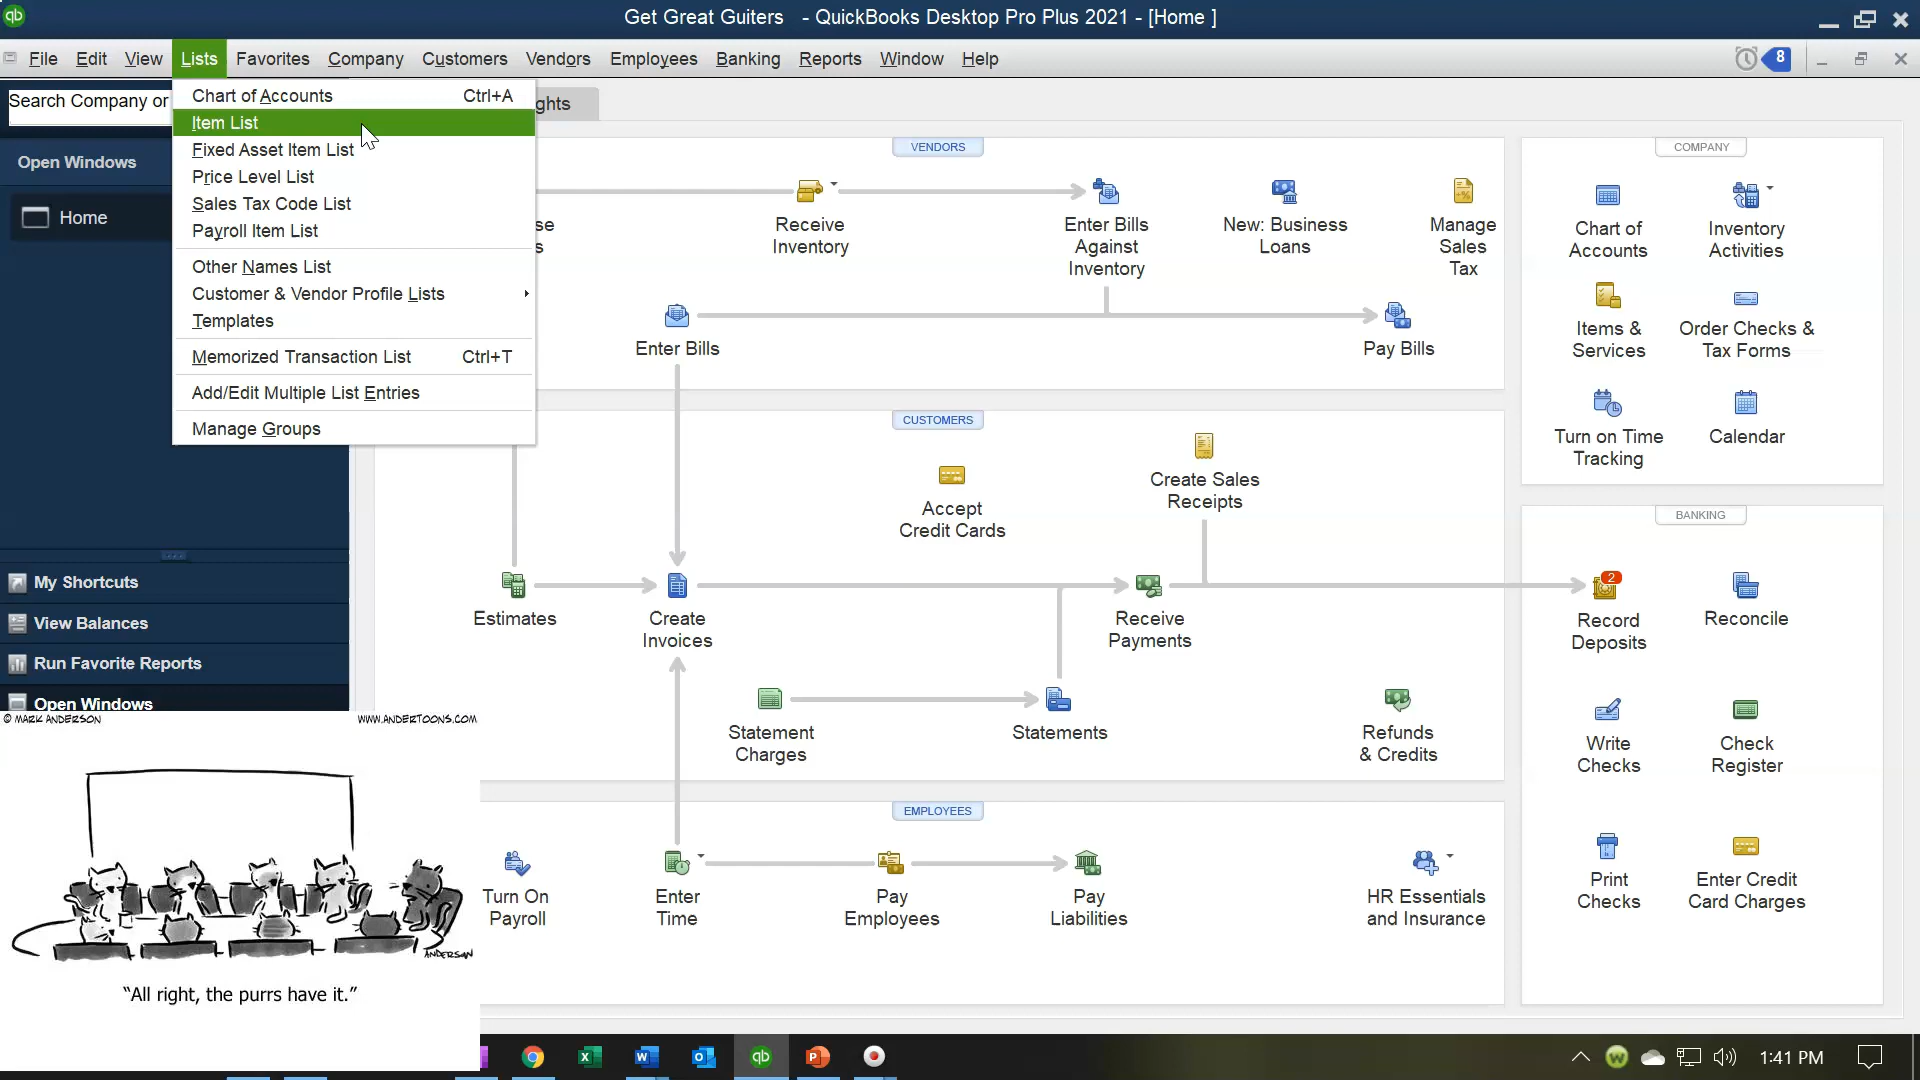 qb
Get Great Guiters - QuickBooks Desktop Pro Plus 2021 - [Home ]
File Edit View Lists Favorites Company Customers Vendors Employees Banking Reports Window Help
8
Search Company or
Chart of Accounts Ctrl+A
Item List
Fixed Asset Item List
Price Level List
Sales Tax Code List
Payroll Item List
Other Names List
Customer & Vendor Profile Lists
Templates
Memorized Transaction List Ctrl+T
Add/Edit Multiple List Entries
Manage Groups
ghts
Open Windows
Home
My Shortcuts
View Balances
Run Favorite Reports
Open Windows
VENDORS
se
s
Receive
Inventory
Enter Bills
Against
Inventory
New: Business
Loans
Manage
Sales
Tax
Enter Bills
Pay Bills
CUSTOMERS
Accept
Credit Cards
Create Sales
Receipts
Estimates
Create
Invoices
Receive
Payments
Statement
Charges
Statements
Refunds
& Credits
EMPLOYEES
Turn On
Payroll
Enter
Time
Pay
Employees
Pay
Liabilities
HR Essentials
and Insurance
COMPANY
Chart of
Accounts
Inventory
Activities
Items &
Services
Order Checks &
Tax Forms
Turn on Time
Tracking
Calendar
BANKING
2
Record
Deposits
Reconcile
Write
Checks
Check
Register
Print
Checks
Enter Credit
Card Charges
© MARK ANDERSON WWW.ANDERTOONS.COM
ANDERSON
“All right, the purrs have it.”
qb
1:41 PM